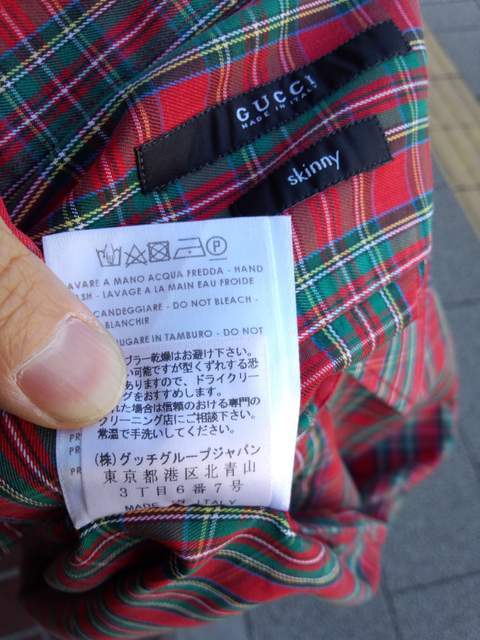 GUCCI
MADE IN ITALY
skinny
P
LAVARE A MANO ACQUA FREDDA - HAND
LAVAGE A LA MAIN EAU FROIDE
CANDEGGIARE - DO NOT BLEACH -
BLANCHIR
IN TAMBURO - DO NOT
ブラー乾燥はお避け下さい。
い可能ですが型くずれする恐
ありますので、ドライクリー
グをおすすめします。
れた場合は信頼のおける専門の
クリーニング店にご相談下さい。
常温で手洗いしてください。
(株)グッチグループジャパン
東京都港区北青山
3丁目6番7号
MADE IN ITALY